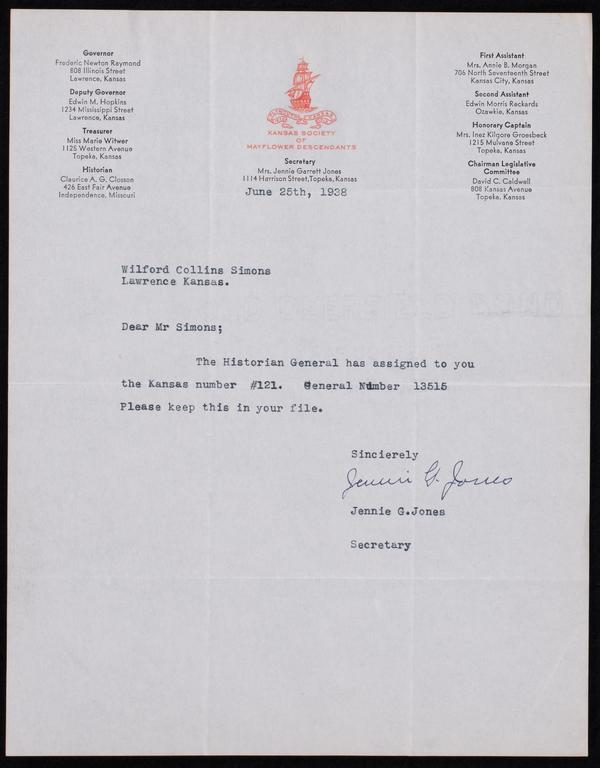 Governor
Frederic Newton Raymond
808 Illinois Street
Lawrence, Kansas
Deputy Governor
Edwin M. Hopkins
1234 Mississippi Street
Lawrence, Kansas
Treasurer
Miss Marie Witwer
1125 Western Avenue
Topeka, Kansas
Historian
Claurice A. G. Closson
426 East Fair Avenue
Independence, Missouri
KANSAS SOCIETY
OF
MAYFLOWER DESCENDANTS
Secretary
Mrs. Jennie Garrett Jones
1114 Harrison Street, Topeka, Kansas
First Assistant
Mrs. Annie B. Morgan
706 North Seventeenth Street
Kansas City, Kansas
Second Assistant
Edwin Morris Reckards
Ozawkie, Kansas
Honorary Captain
Mrs. Inez Kilgore Groesbeck
1215 Mulvane Street
Topeka, Kansas
Chairman Legislative
Committee
David C. Caldwell
808 Kansas Avenue
Topeka, Kansas
June 25th, 1938
Wilford Collins Simons
Lawrence Kansas.
Dear Mr Simons;
The Historian General has assigned to you
the Kansas number #121. General Number 13515
Please keep this in your file.
Sincierely
Jennie G. Jones
Jennie G.Jones
Secretary